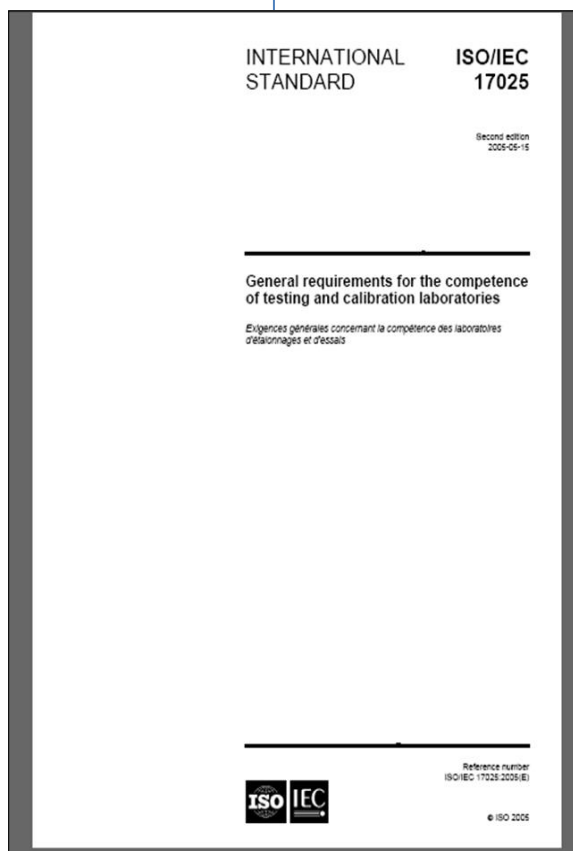 INTERNATIONAL STANDARD
ISO/IEC 17025
Second edition
2005-05-15
General requirements for the competence
of testing and calibration laboratories
Exigences générales concernant la compétence des laboratoires
d'étalonnages et d'essais
Reference number
ISO/IEC 17025:2005(E)
ISO IEC
© ISO 2005